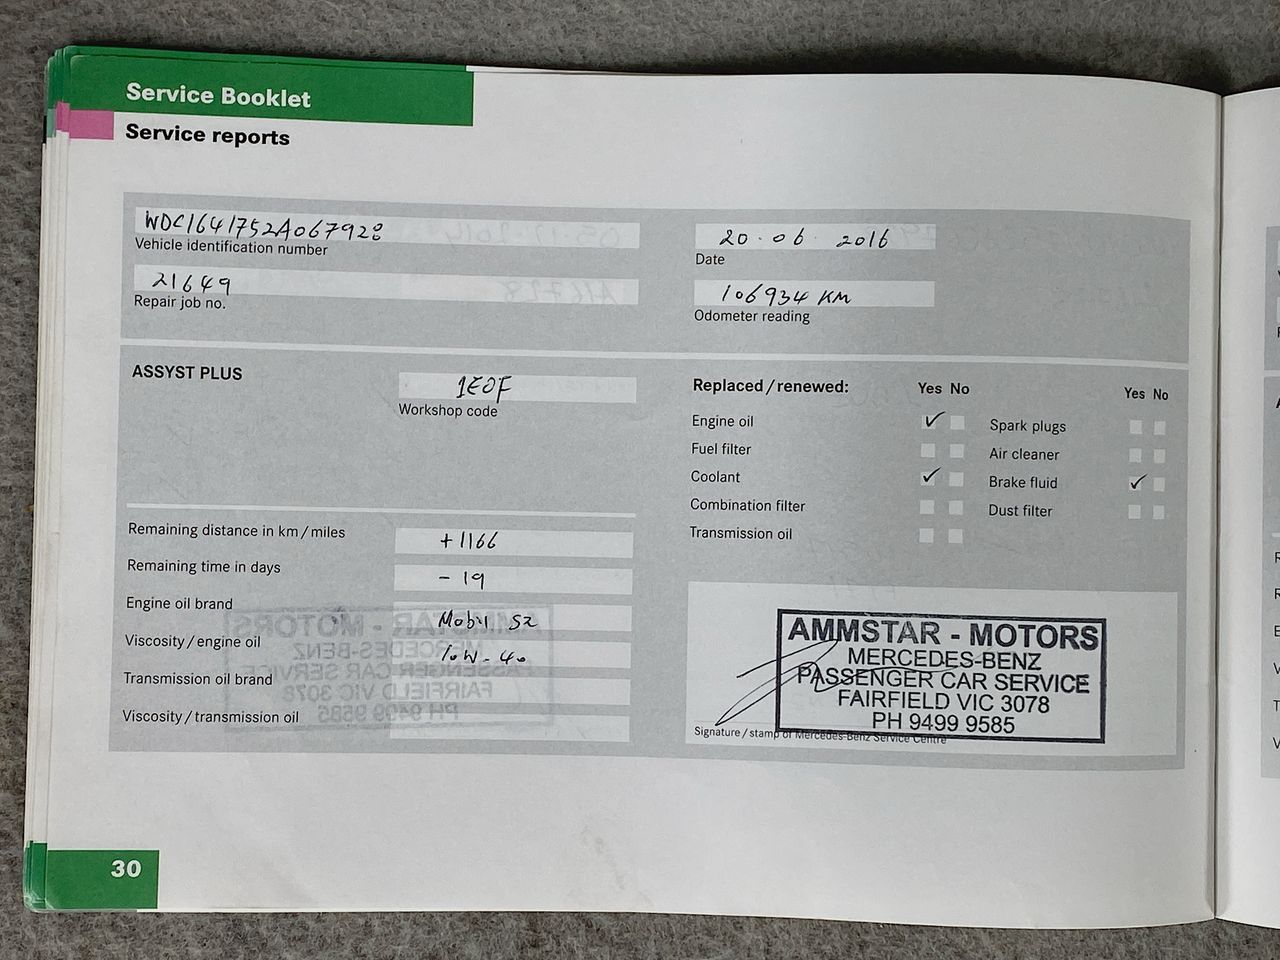 Service Booklet
Service reports
WDC1641752A067928
Vehicle identification number
20.06.2016
Date
21649
Repair job no.
106934 KM
Odometer reading
ASSYST PLUS
1E0F
Workshop code
Replaced/renewed:
Yes No
Yes No
Engine oil ✓
Spark plugs
Fuel filter
Air cleaner
Coolant ✓
Brake fluid ✓
Combination filter
Dust filter
Transmission oil
Remaining distance in km/miles +1166
Remaining time in days -19
Engine oil brand Mobil S2
Viscosity/engine oil 10W-40
Transmission oil brand
Viscosity/transmission oil
AMMSTAR - MOTORS
MERCEDES-BENZ
PASSENGER CAR SERVICE
FAIRFIELD VIC 3078
PH 9499 9585
Signature/stamp of Mercedes-Benz Service Centre
30